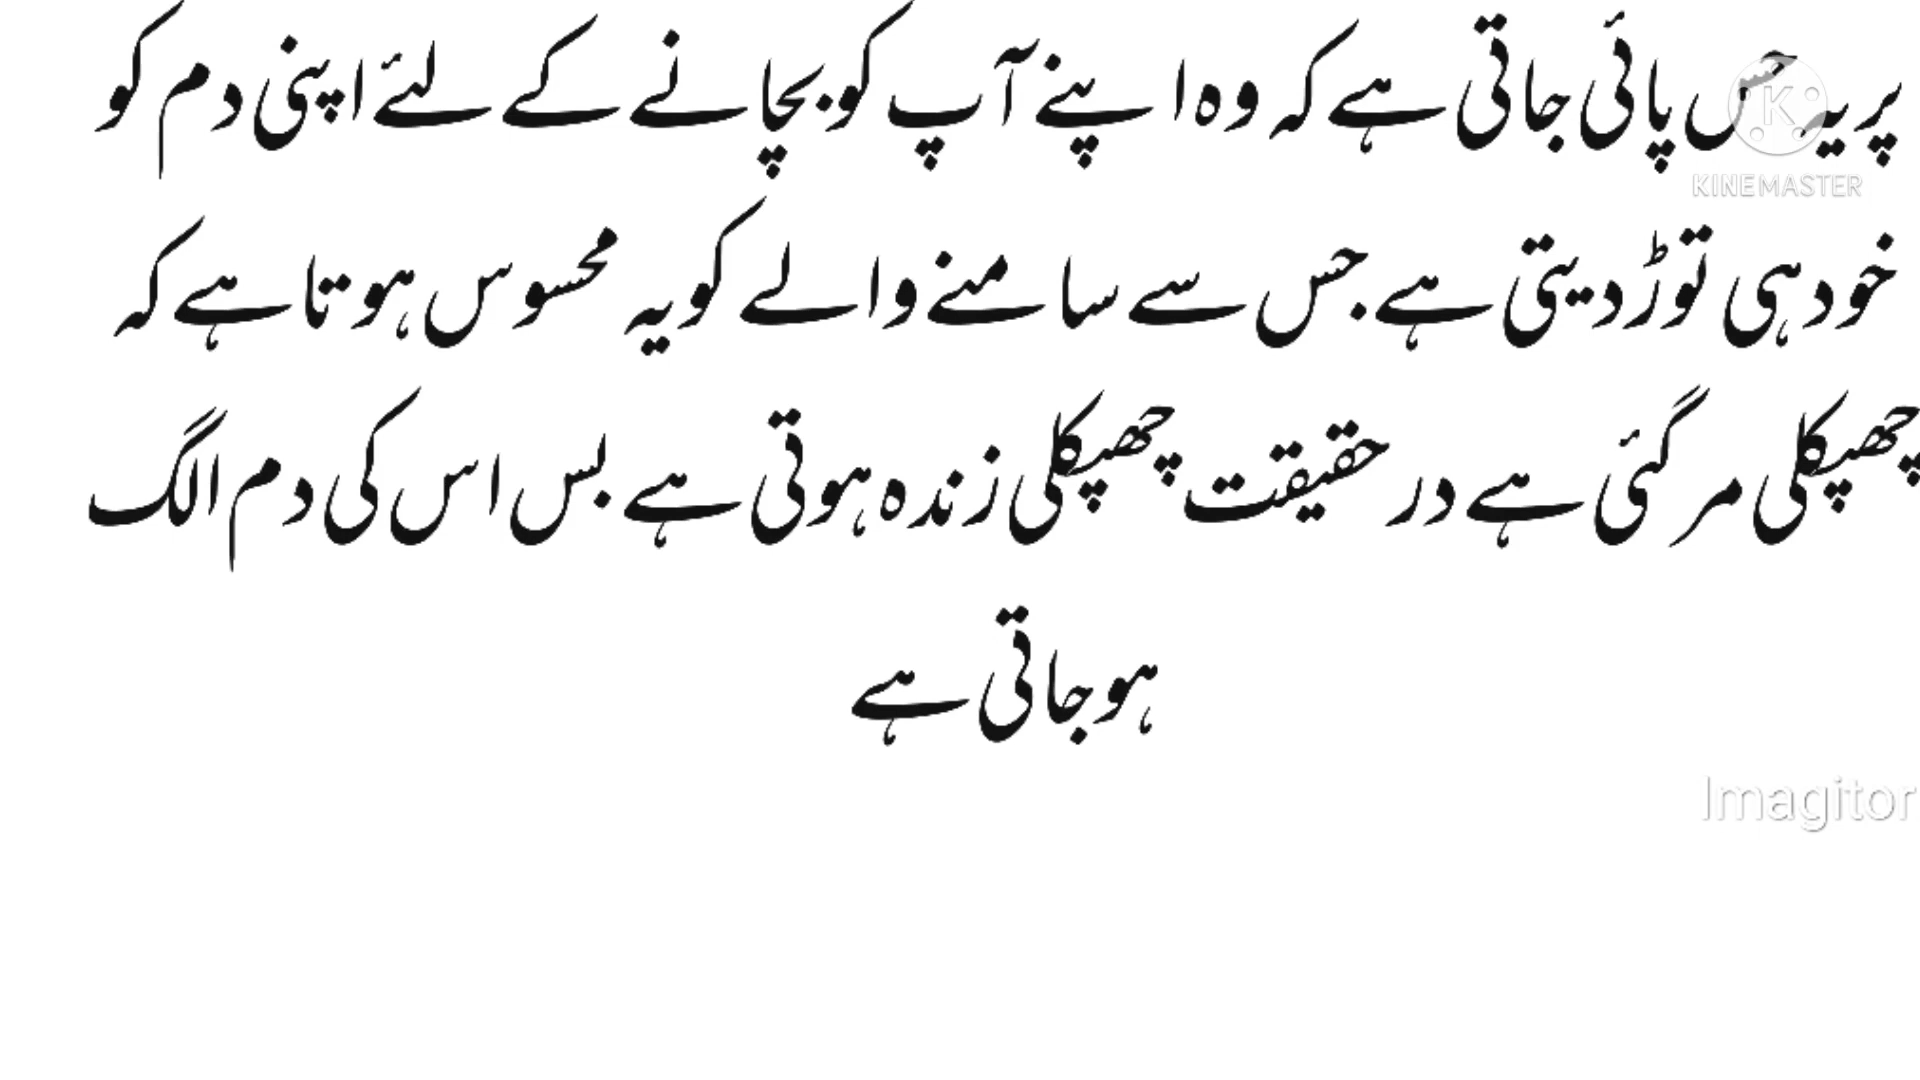 پر یہ حس پائی جاتی ہے کہ وہ اپنے آپ کو بچانے کے لئے اپنی دم کو
خود ہی توڑ دیتی ہے. جس سے سامنے والے کو یہ محسوس ہوتا ہے کہ
چھپکلی مر گئی ہے در حقیقت چھپکلی زندہ ہوتی ہے بس اس کی دم الگ
ہو جاتی ہے
KINEMASTER
Imagitor